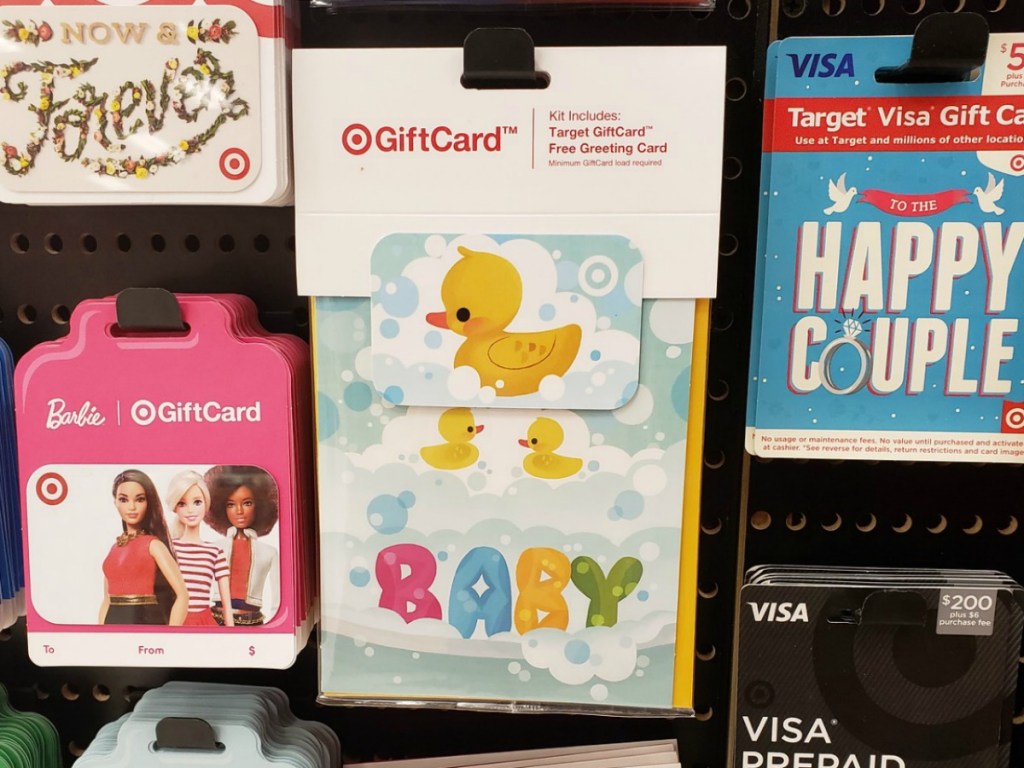 NOW &
Forever
GiftCard™
Kit Includes:
Target GiftCard™
Free Greeting Card
Minimum GiftCard load required
BABY
Barbie | GiftCard
To From $
VISA
$5
plus
Purch
Target® Visa® Gift Ca
Use at Target and millions of other locatio
TO THE
HAPPY
COUPLE
No usage or maintenance fees. No value until purchased and activate
at cashier. *See reverse for details, return restrictions and card image
VISA
$200
plus $6
purchase fee
VISA®
PREPAID